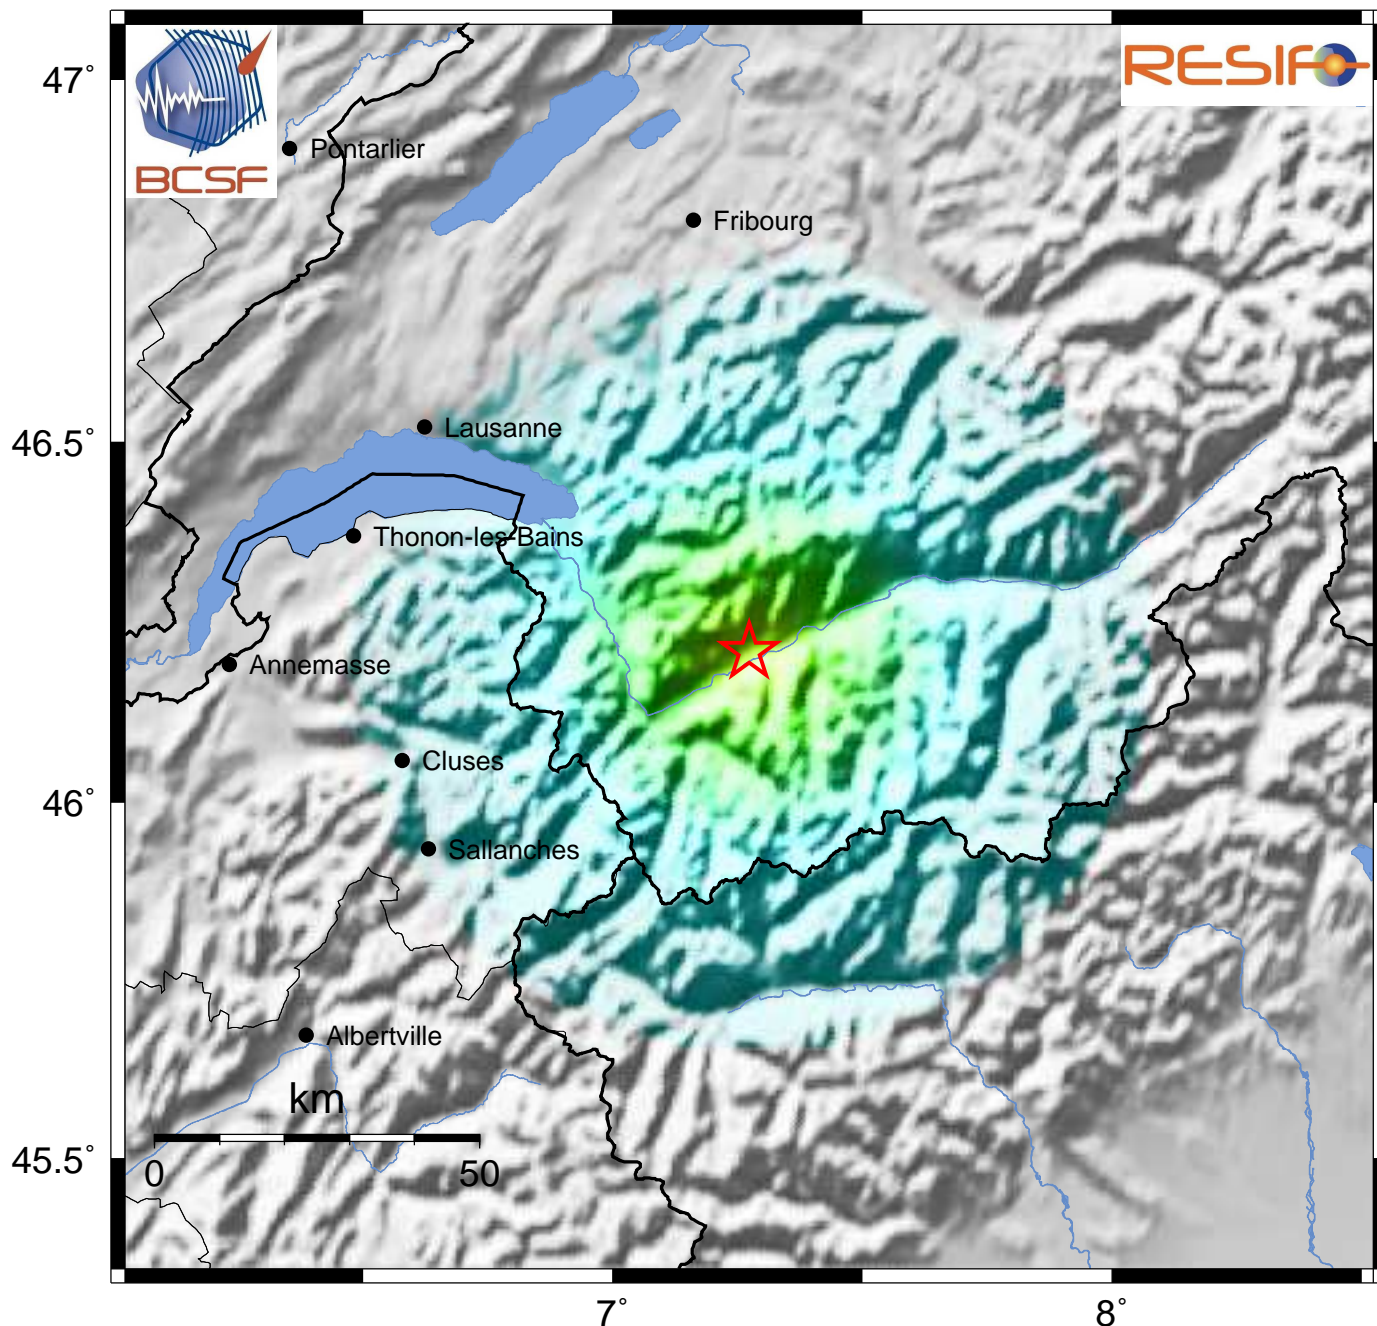 BCSF
RESIF
47°
Pontarlier
Fribourg
46.5°
Lausanne
Thonon-les-Bains
Annemasse
Cluses
46°
Sallanches
Albertville
km
0 50
45.5°
7° 8°